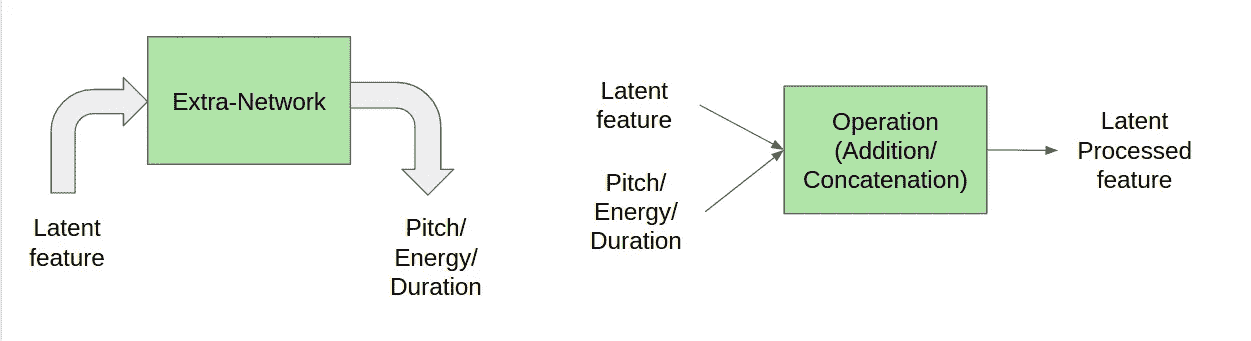 Extra-Network
Latent
feature
Pitch/
Energy/
Duration
Latent
feature
Pitch/
Energy/
Duration
Operation
(Addition/
Concatenation)
Latent
Processed
feature